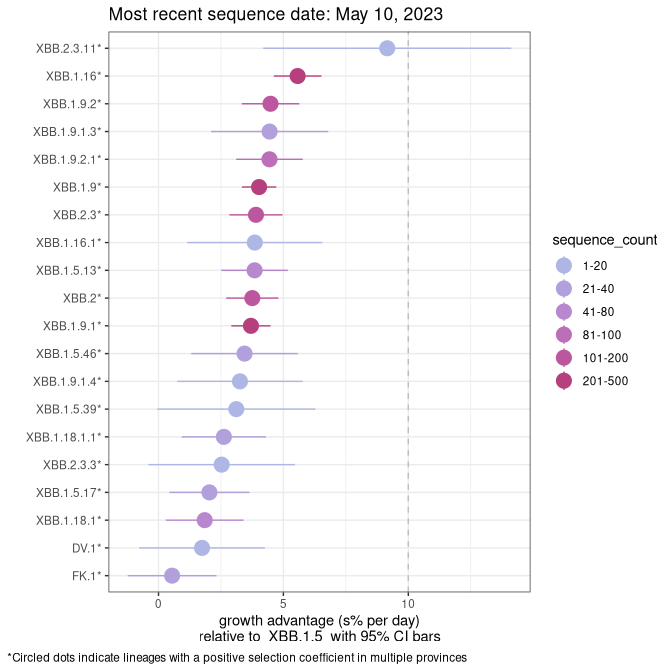 Most recent sequence date: May 10, 2023
XBB.2.3.11*
XBB.1.16*
XBB.1.9.2*
XBB.1.9.1.3*
XBB.1.9.2.1*
XBB.1.9*
XBB.2.3*
XBB.1.16.1*
XBB.1.5.13*
XBB.2*
XBB.1.9.1*
XBB.1.5.46*
XBB.1.9.1.4*
XBB.1.5.39*
XBB.1.18.1.1*
XBB.2.3.3*
XBB.1.5.17*
XBB.1.18.1*
DV.1*
FK.1*
0 5 10
growth advantage (s% per day)
relative to XBB.1.5 with 95% CI bars
sequence_count
1-20
21-40
41-80
81-100
101-200
201-500
*Circled dots indicate lineages with a positive selection coefficient in multiple provinces